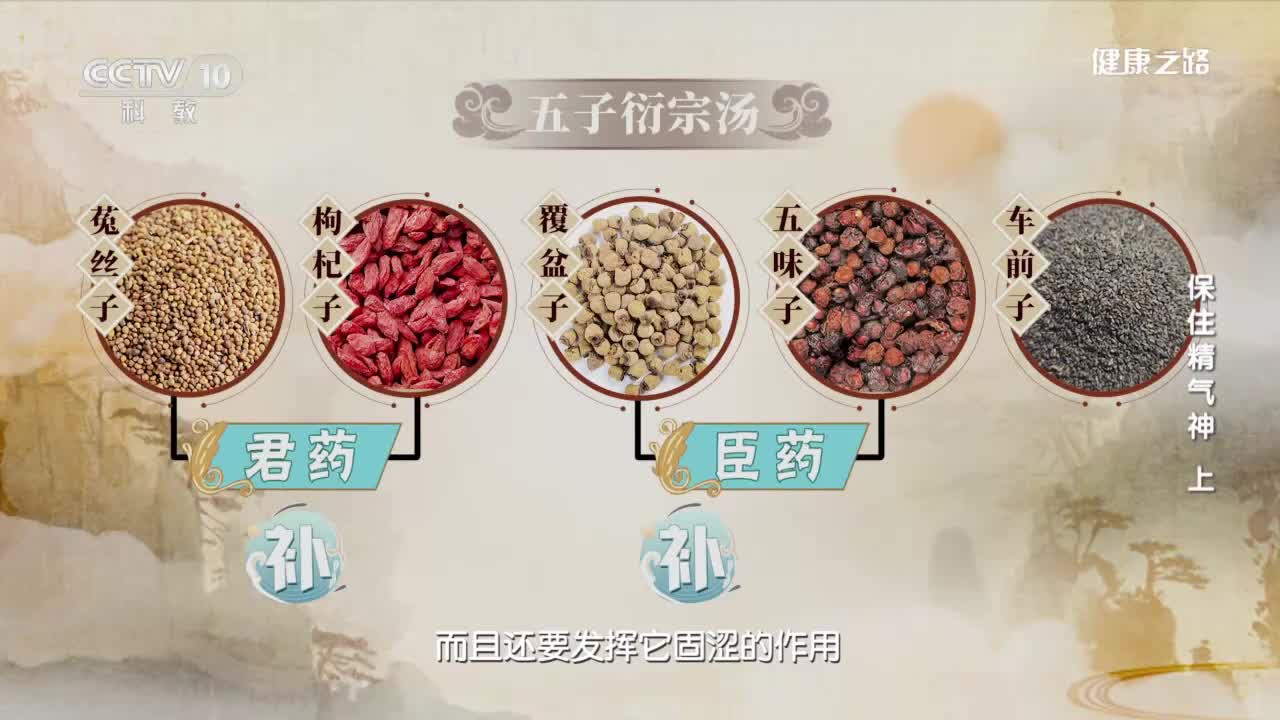 CCTV 10
科教
健康之路
五子衍宗汤
菟丝子
枸杞子
覆盆子
五味子
车前子
君药
臣药
补
补
保住精气神 上
而且还要发挥它固涩的作用